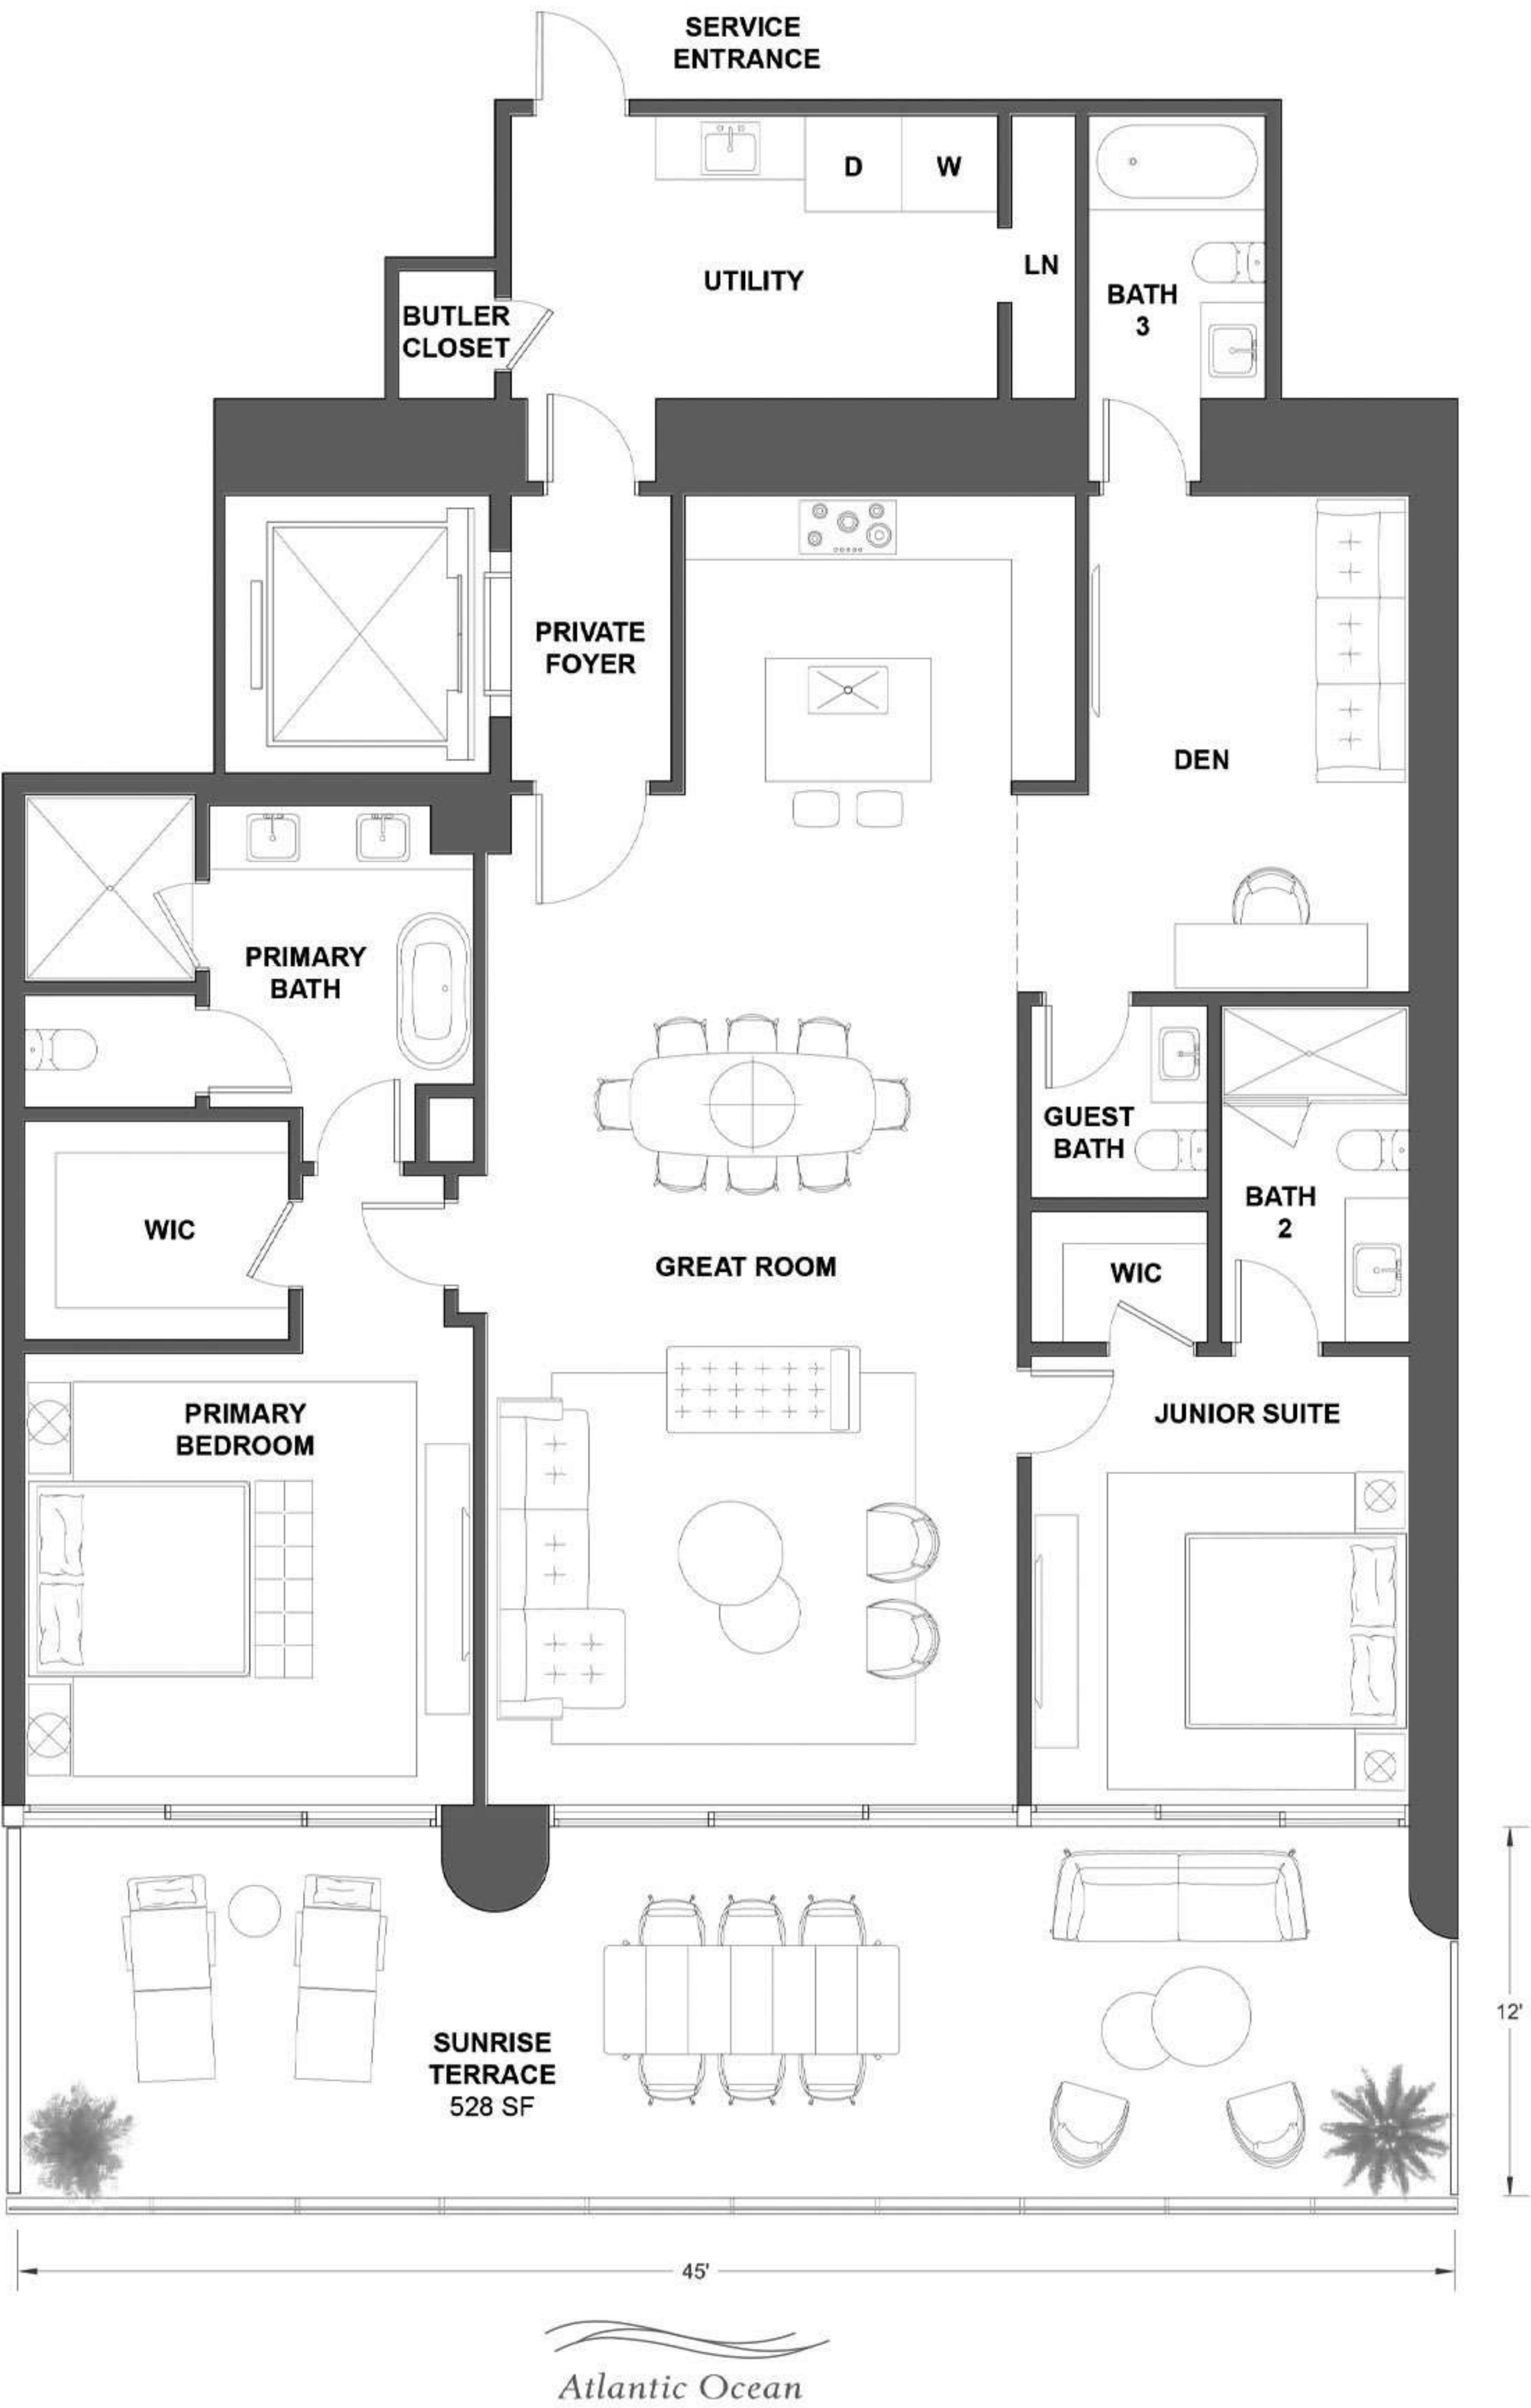 SERVICE
ENTRANCE
D
W
UTILITY
LN
BUTLER
CLOSET
BATH
3
PRIVATE
FOYER
DEN
PRIMARY
BATH
GUEST
BATH
BATH
2
WIC
GREAT ROOM
WIC
PRIMARY
BEDROOM
JUNIOR SUITE
12'
SUNRISE
TERRACE
528 SF
45'
Atlantic Ocean